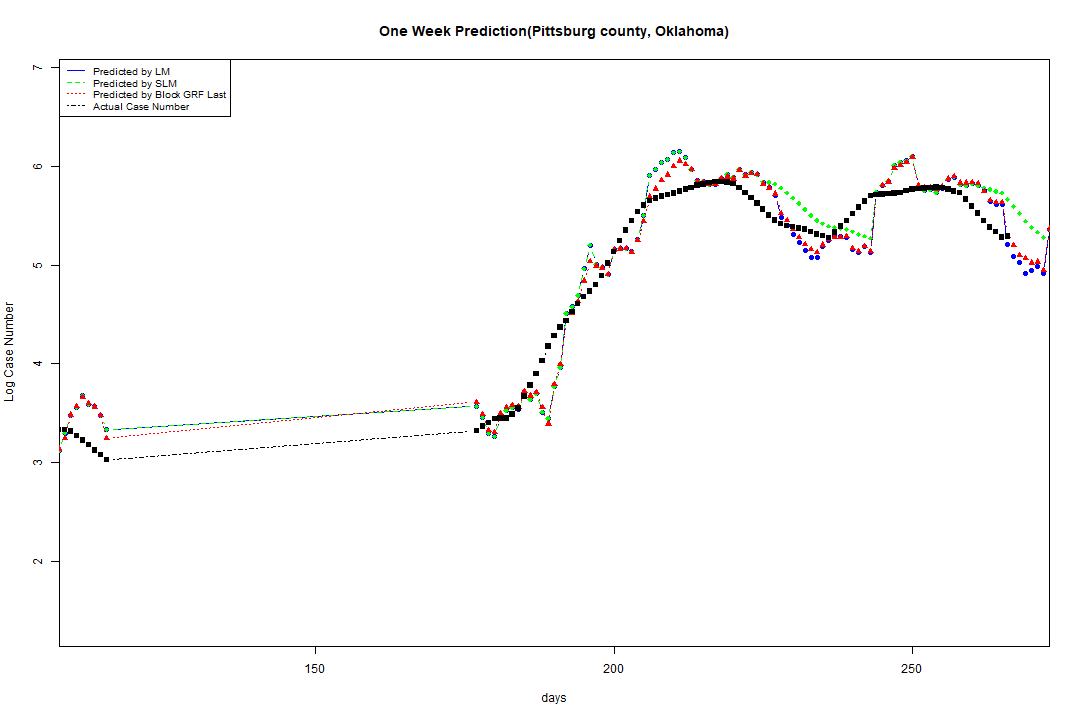 One Week Prediction(Pittsburg county, Oklahoma)
Predicted by LM
Predicted by SLM
Predicted by Block GRF Last
Actual Case Number
7
6
5
4
3
2
Log Case Number
150
200
250
days